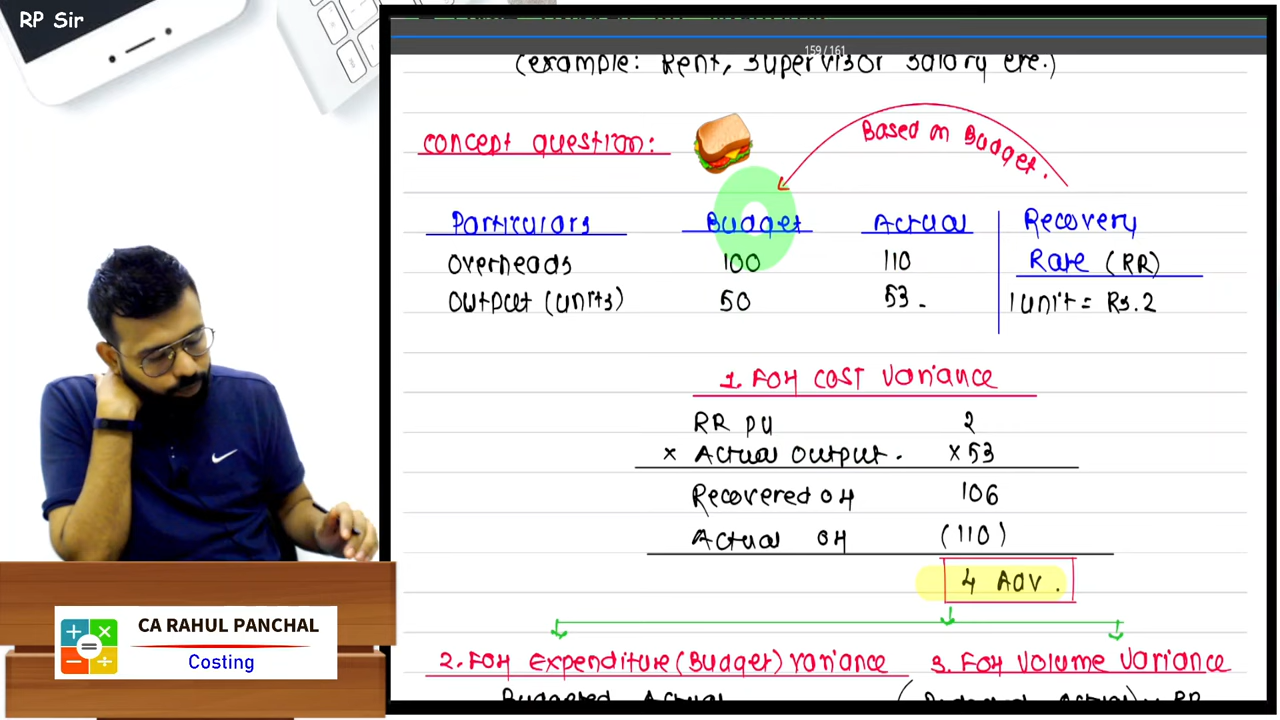 RP Sir
159/161
(example: Rent, Supervisor Salary etc.)
Concept question:
Based on Budget.
Particulars Budget Actual Recovery
Overheads 100 110 Rate (RR)
Output (units) 50 53 1 unit = Rs.2
1. FOH COST Variance
RR PU 2
x Actual Output. x 53
Recovered OH 106
Actual OH (110)
4 Adv.
2. FOH Expenditure (Budget) Variance 3. FOH Volume Variance
Budgeted Actual
CA RAHUL PANCHAL
Costing